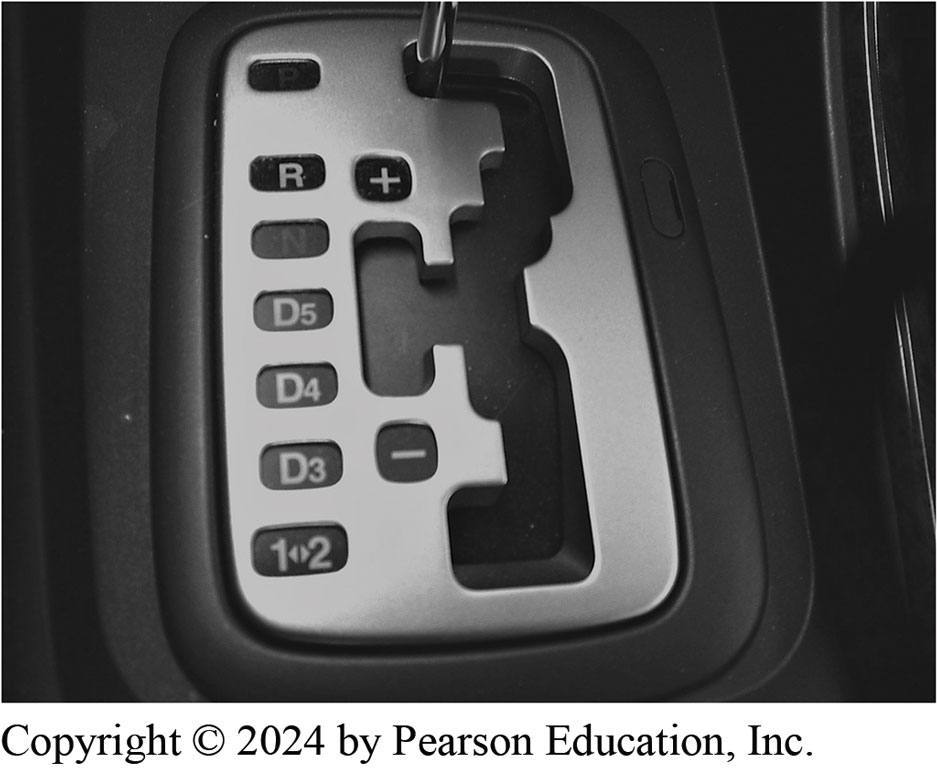 P
R +
N
D5
D4
D3 −
1◂▸2
Copyright © 2024 by Pearson Education, Inc.